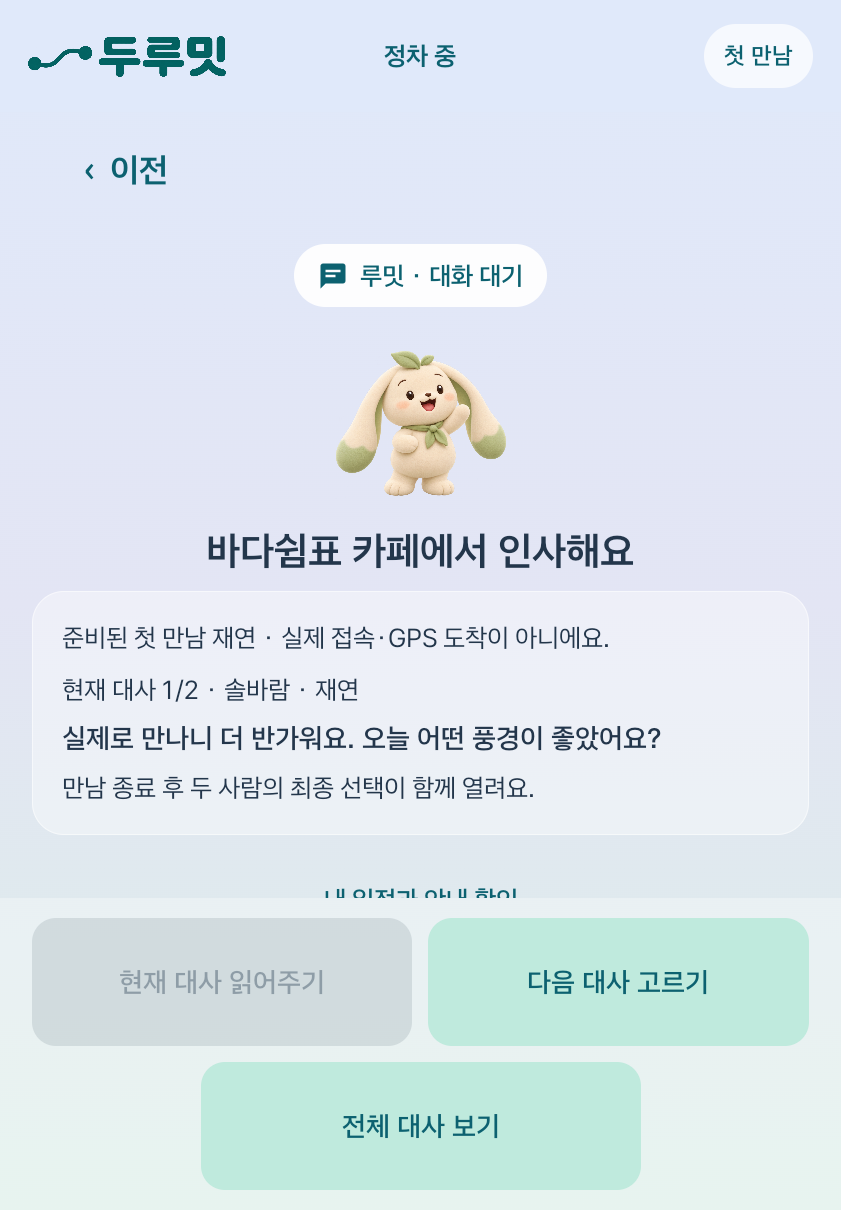 두루밋
정차 중
첫 만남
‹ 이전
루밋 · 대화 대기
바다쉼표 카페에서 인사해요
준비된 첫 만남 재연 · 실제 접속·GPS 도착이 아니에요.
현재 대사 1/2 · 솔바람 · 재연
실제로 만나니 더 반가워요. 오늘 어떤 풍경이 좋았어요?
만남 종료 후 두 사람의 최종 선택이 함께 열려요.
현재 대사 읽어주기
다음 대사 고르기
전체 대사 보기